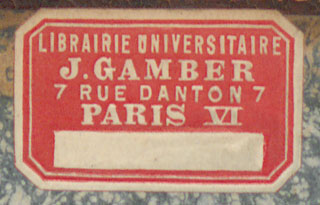 LIBRAIRIE UNIVERSITAIRE
J. GAMBER
7 RUE DANTON 7
PARIS VI